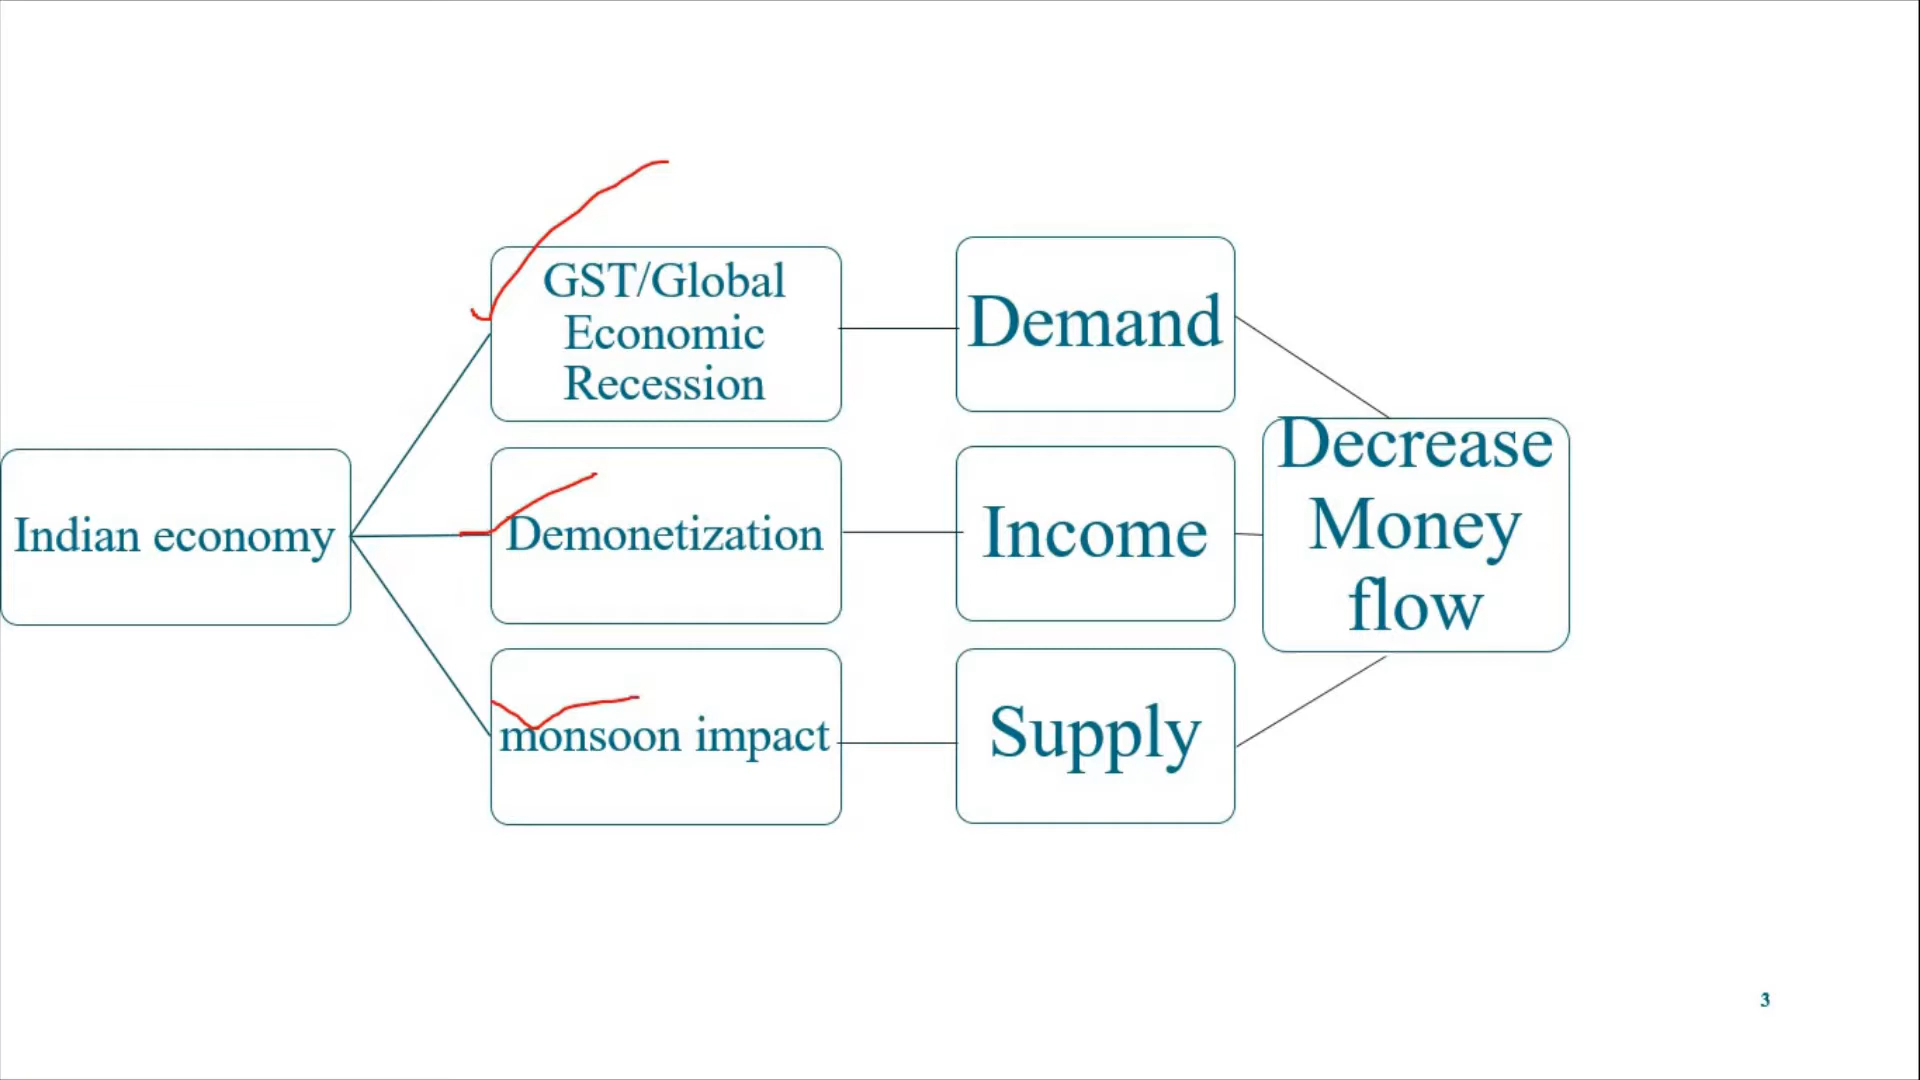 Indian economy
GST/Global
Economic
Recession
Demonetization
monsoon impact
Demand
Income
Supply
Decrease
Money
flow
3